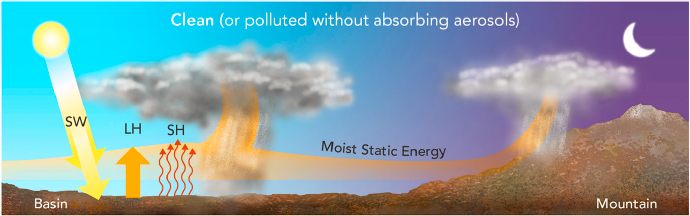 Clean (or polluted without absorbing aerosols)
SW
LH
SH
Moist Static Energy
Basin
Mountain